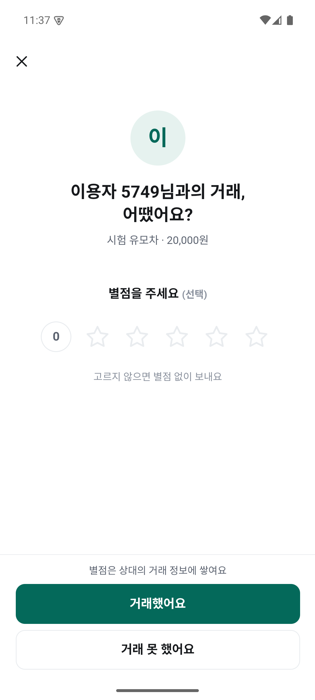 11:37
이
이용자 5749님과의 거래,
어땠어요?
시험 유모차 · 20,000원
별점을 주세요 (선택)
0
고르지 않으면 별점 없이 보내요
별점은 상대의 거래 정보에 쌓여요
거래했어요
거래 못 했어요